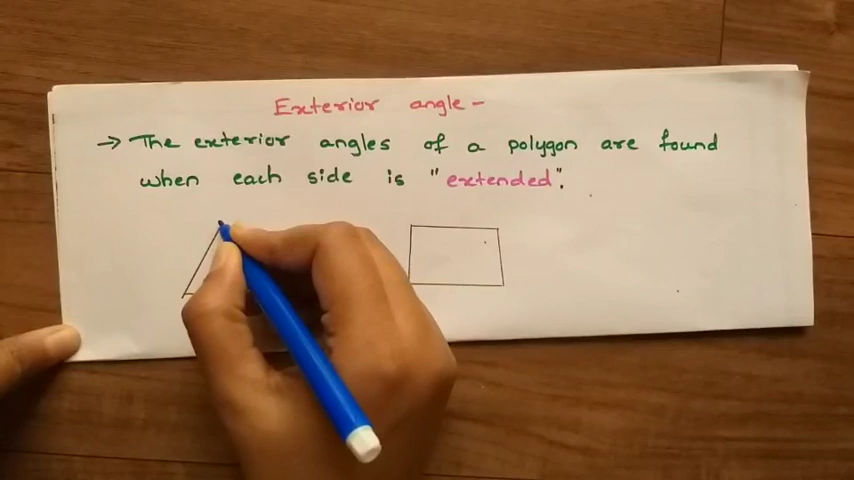 Exterior angle -
→ The exterior angles of a polygon are found
when each side is "extended".